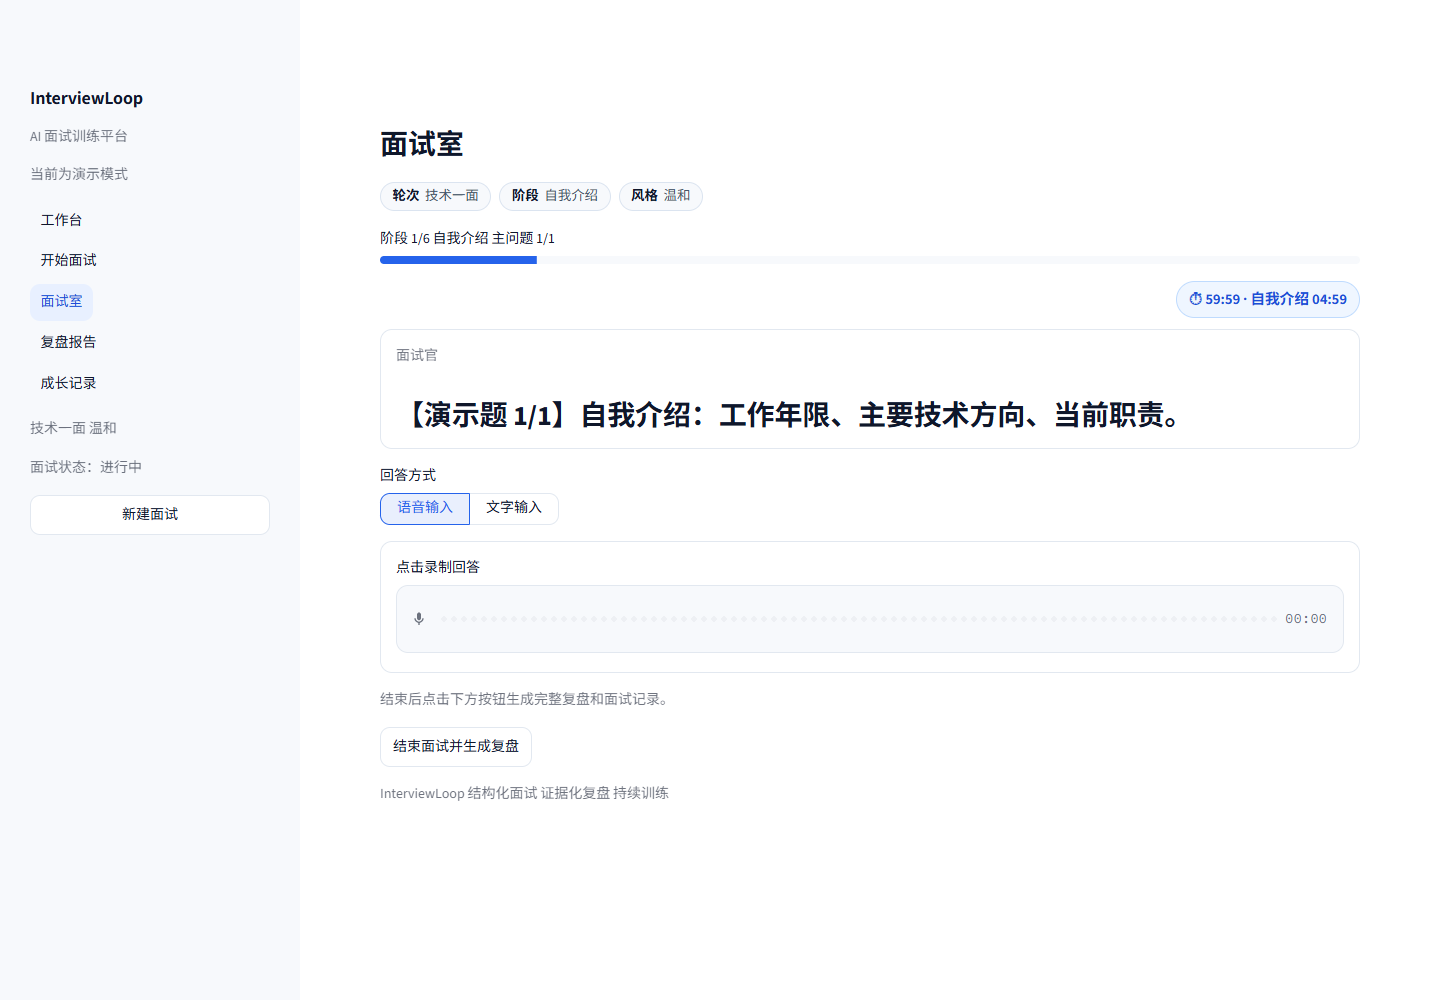 InterviewLoop
AI 面试训练平台
当前为演示模式
工作台
开始面试
面试室
复盘报告
成长记录
技术一面 温和
面试状态：进行中
新建面试
面试室
轮次 技术一面 阶段 自我介绍 风格 温和
阶段 1/6 自我介绍 主问题 1/1
59:59 · 自我介绍 04:59
面试官
【演示题 1/1】自我介绍：工作年限、主要技术方向、当前职责。
回答方式
语音输入 文字输入
点击录制回答
00:00
结束后点击下方按钮生成完整复盘和面试记录。
结束面试并生成复盘
InterviewLoop 结构化面试 证据化复盘 持续训练